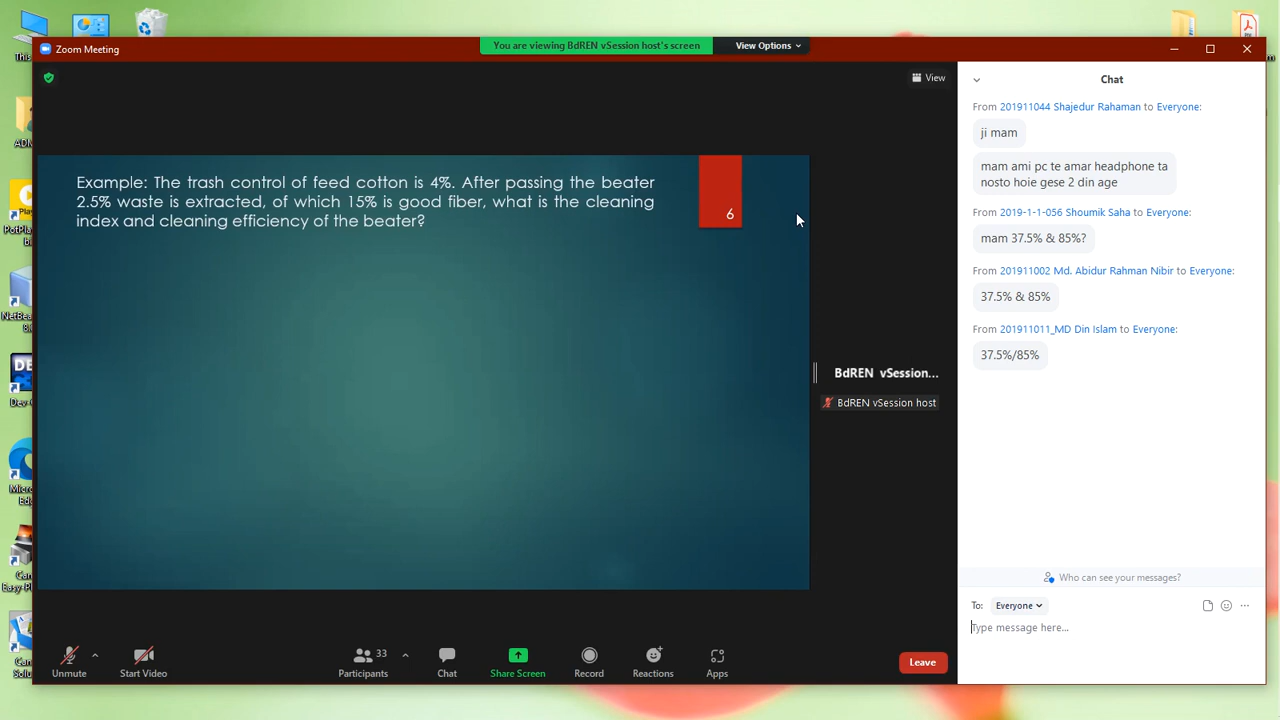 This
Zoom Meeting
You are viewing BdREN vSession host's screen
View Options
View
Example: The trash control of feed cotton is 4%. After passing the beater
2.5% waste is extracted, of which 15% is good fiber, what is the cleaning
index and cleaning efficiency of the beater?
6
BdREN vSession...
BdREN vSession host
Chat
From 201911044 Shajedur Rahaman to Everyone:
ji mam
mam ami pc te amar headphone ta
nosto hoie gese 2 din age
From 2019-1-1-056 Shoumik Saha to Everyone:
mam 37.5% & 85%?
From 201911002 Md. Abidur Rahman Nibir to Everyone:
37.5% & 85%
From 201911011_MD Din Islam to Everyone:
37.5%/85%
Who can see your messages?
To: Everyone
Type message here...
Unmute
Start Video
33
Participants
Chat
Share Screen
Record
Reactions
Apps
Leave